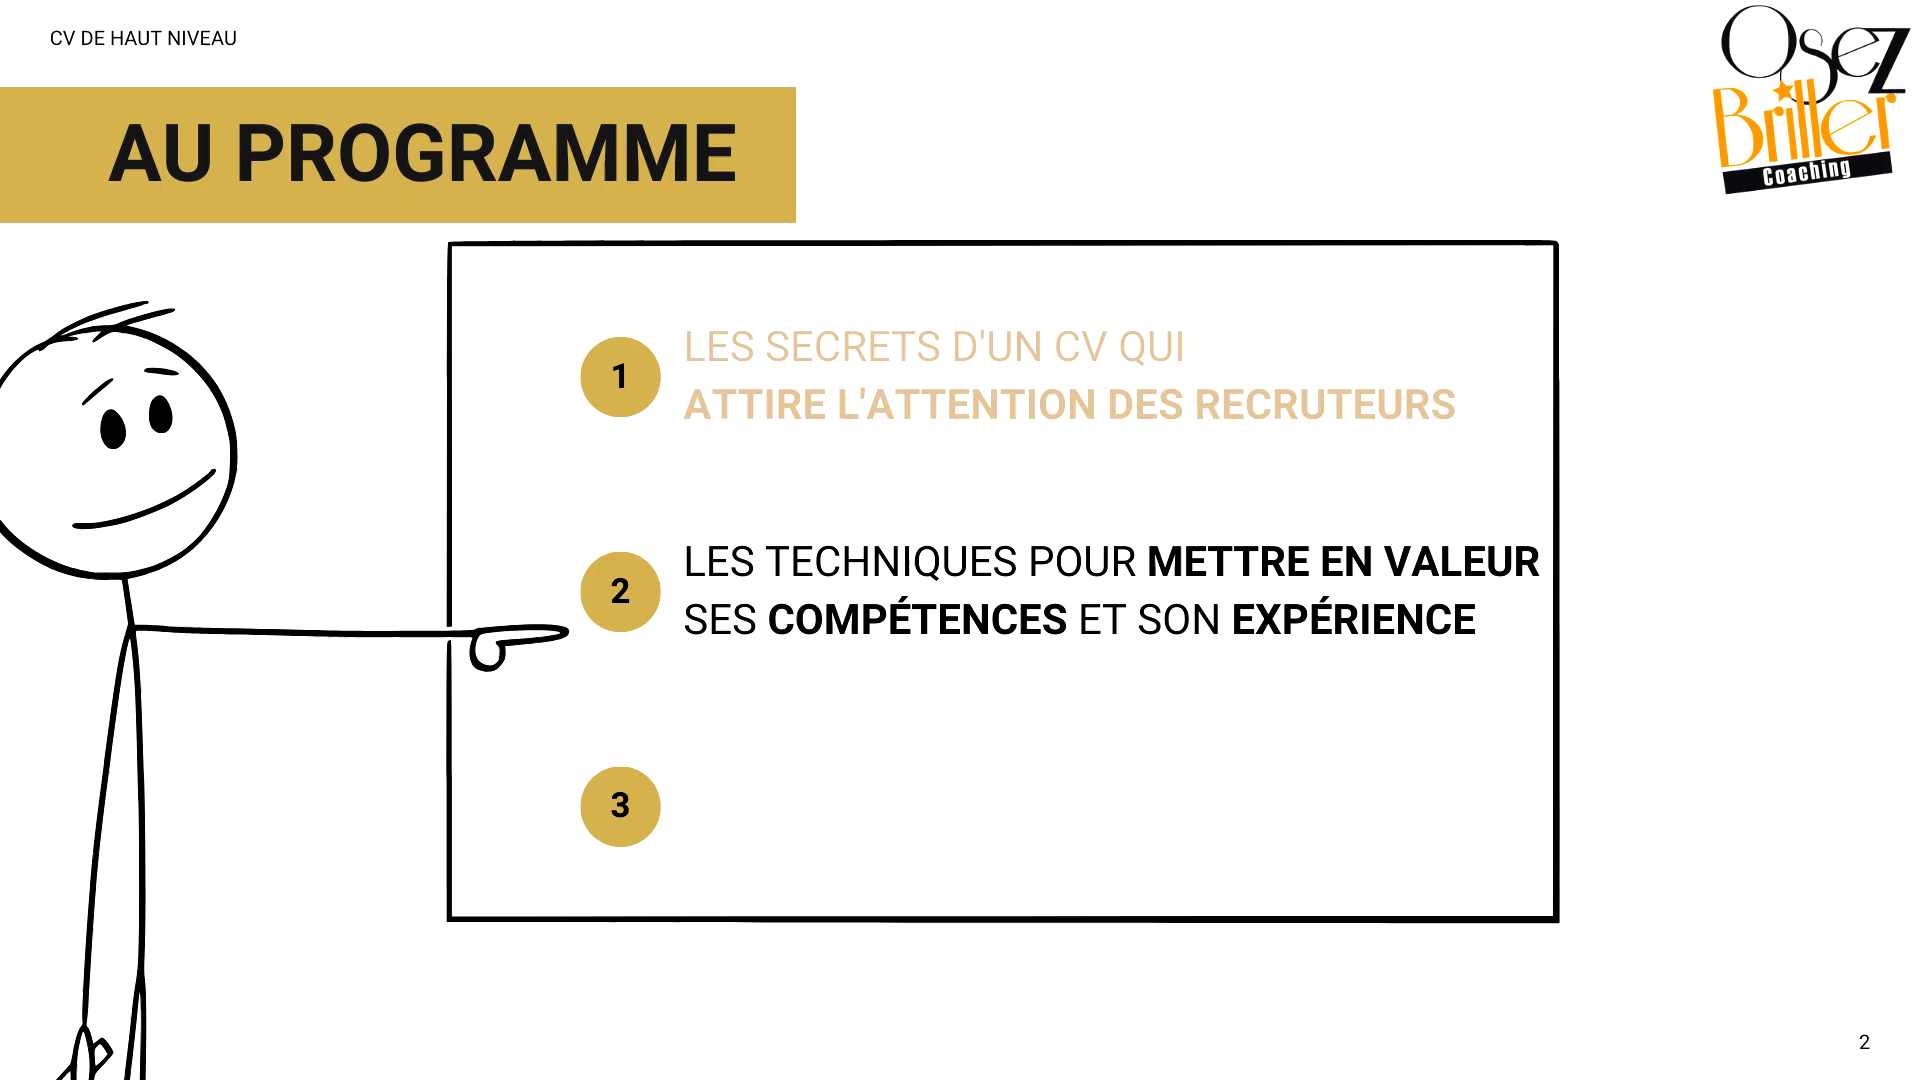 CV DE HAUT NIVEAU
Osez
Briller
Coaching
AU PROGRAMME
1
LES SECRETS D'UN CV QUI
ATTIRE L'ATTENTION DES RECRUTEURS
2
LES TECHNIQUES POUR METTRE EN VALEUR
SES COMPÉTENCES ET SON EXPÉRIENCE
3
2